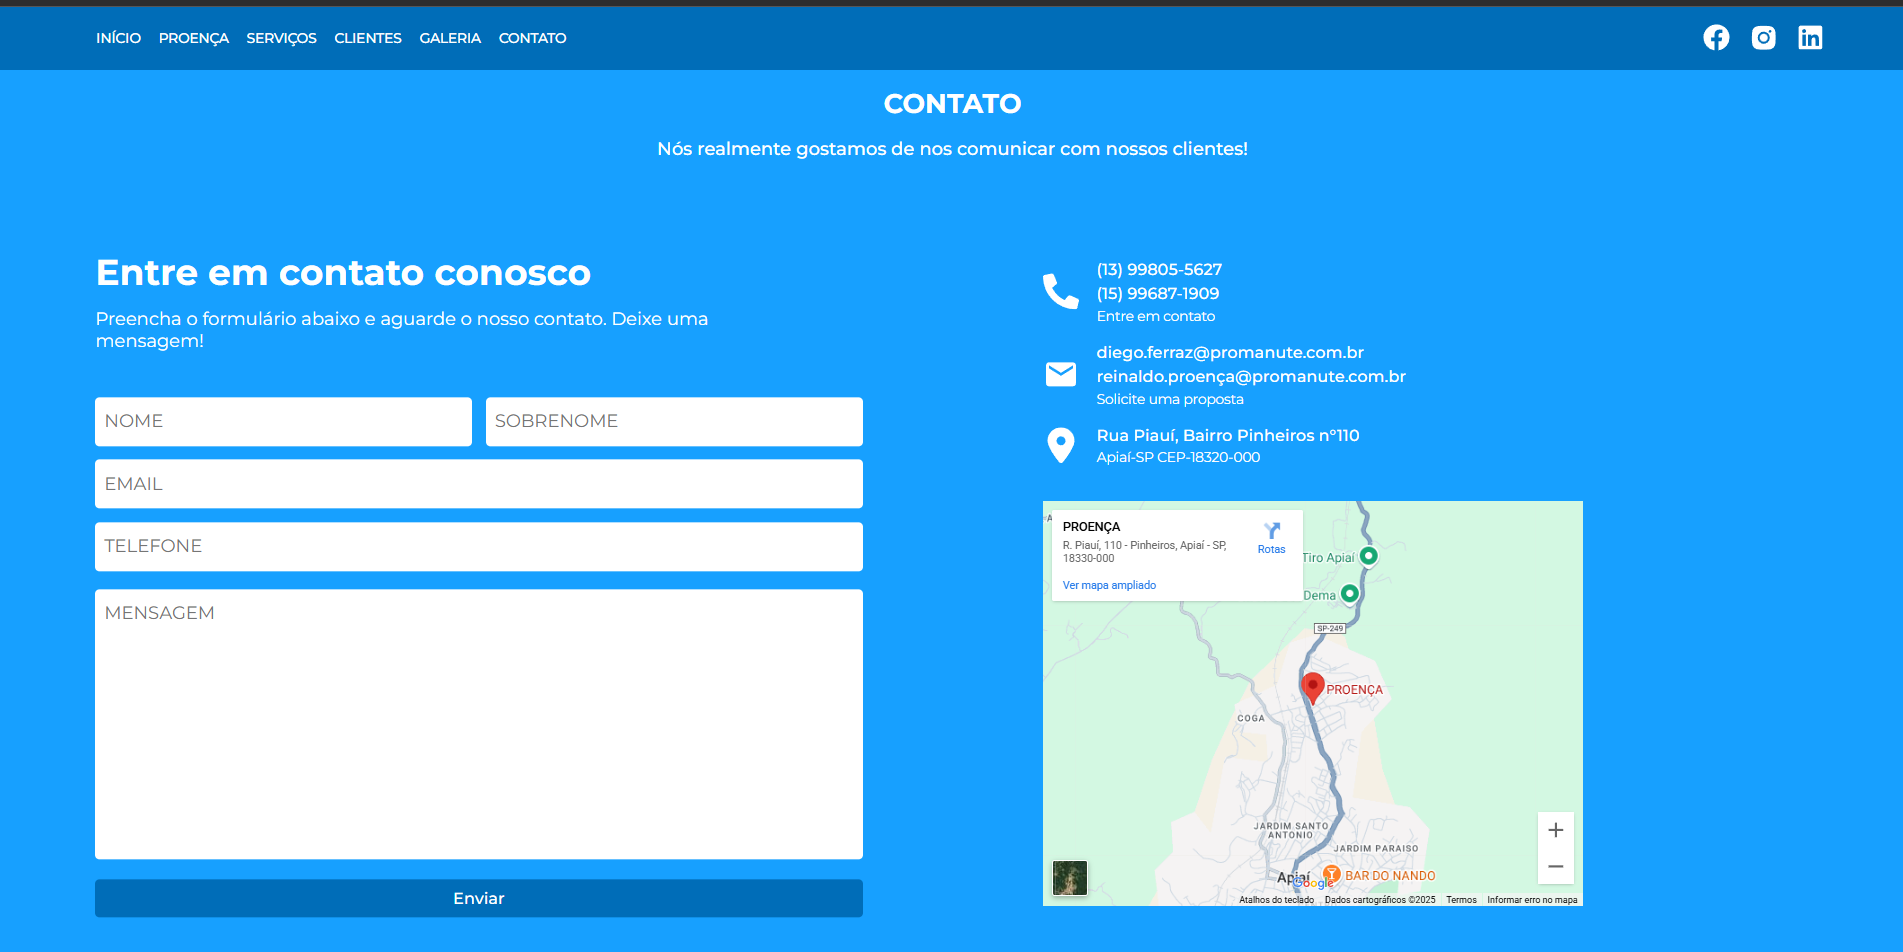 INÍCIO PROENÇA SERVIÇOS CLIENTES GALERIA CONTATO
CONTATO
Nós realmente gostamos de nos comunicar com nossos clientes!
Entre em contato conosco
Preencha o formulário abaixo e aguarde o nosso contato. Deixe uma
mensagem!
NOME
SOBRENOME
EMAIL
TELEFONE
MENSAGEM
Enviar
(13) 99805-5627
(15) 99687-1909
Entre em contato
diego.ferraz@promanute.com.br
reinaldo.proença@promanute.com.br
Solicite uma proposta
Rua Piauí, Bairro Pinheiros nº110
Apiaí-SP CEP-18320-000
PROENÇA
R. Piauí, 110 - Pinheiros, Apiaí - SP,
18330-000
Rotas
Ver mapa ampliado
Tiro Apiaí
Dema
SP-249
PROENÇA
COGA
JARDIM SANTO
ANTONIO
JARDIM PARAISO
Apiaí
Google
BAR DO NANDO
Atalhos do teclado Dados cartográficos ©2025 Termos Informar erro no mapa